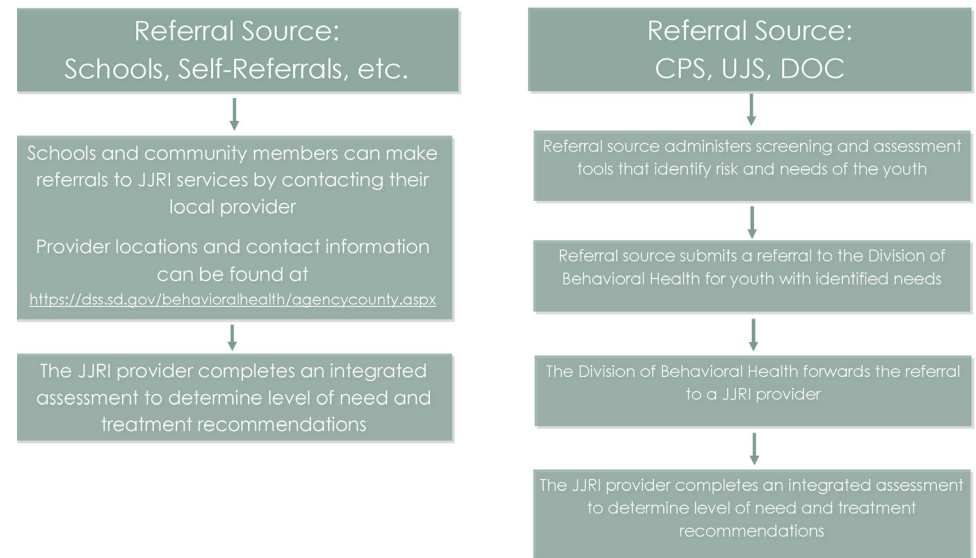 Referral Source:
Schools, Self-Referrals, etc.
Schools and community members can make
referrals to JJRI services by contacting their
local provider
Provider locations and contact information
can be found at
https://dss.sd.gov/behavioralhealth/agencycounty.aspx
The JJRI provider completes an integrated
assessment to determine level of need and
treatment recommendations
Referral Source:
CPS, UJS, DOC
Referral source administers screening and assessment
tools that identify risk and needs of the youth
Referral source submits a referral to the Division of
Behavioral Health for youth with identified needs
The Division of Behavioral Health forwards the referral
to a JJRI provider
The JJRI provider completes an integrated assessment
to determine level of need and treatment
recommendations